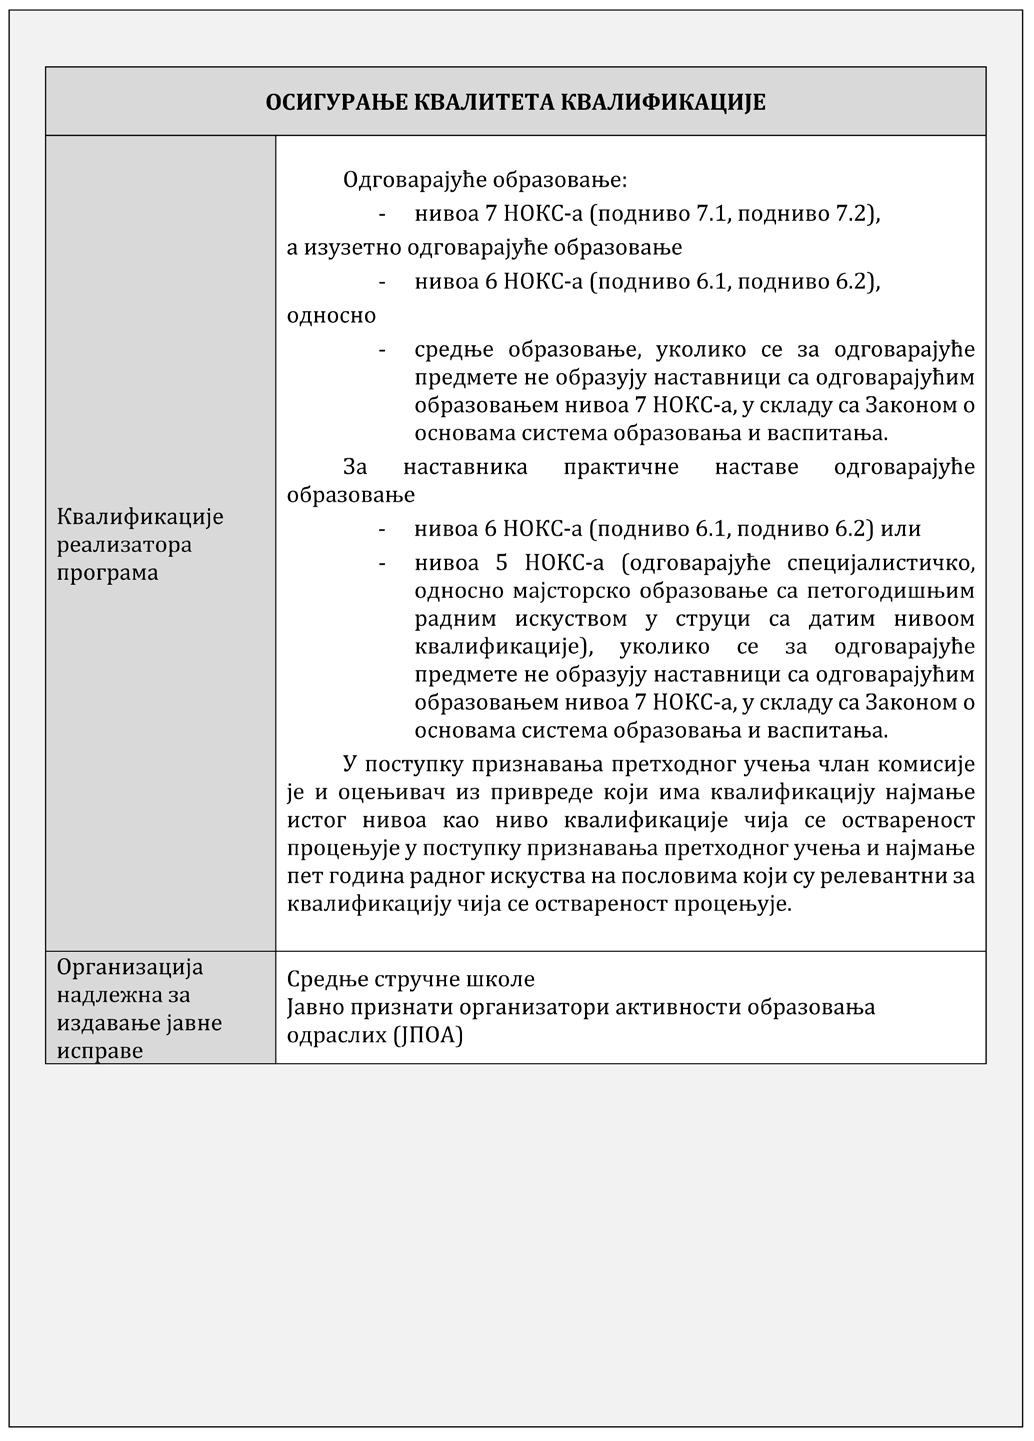 ОСИГУРАЊЕ КВАЛИТЕТА КВАЛИФИКАЦИЈЕ
Квалификације
реализатора
програма
Одговарајуће образовање:
- нивоа 7 НОКС-а (подниво 7.1, подниво 7.2),
а изузетно одговарајуће образовање
- нивоа 6 НОКС-а (подниво 6.1, подниво 6.2),
односно
- средње образовање, уколико се за одговарајуће
предмете не образују наставници са одговарајућим
образовањем нивоа 7 НОКС-а, у складу са Законом о
основама система образовања и васпитања.
За наставника практичне наставе одговарајуће
образовање
- нивоа 6 НОКС-а (подниво 6.1, подниво 6.2) или
- нивоа 5 НОКС-а (одговарајуће специјалистичко,
односно мајсторско образовање са петогодишњим
радним искуством у струци са датим нивоом
квалификације), уколико се за одговарајуће
предмете не образују наставници са одговарајућим
образовањем нивоа 7 НОКС-а, у складу са Законом о
основама система образовања и васпитања.
У поступку признавања претходног учења члан комисије
је и оцењивач из привреде који има квалификацију најмање
истог нивоа као ниво квалификације чија се оствареност
процењује у поступку признавања претходног учења и најмање
пет година радног искуства на пословима који су релевантни за
квалификацију чија се оствареност процењује.
Организација
надлежна за
издавање јавне
исправе
Средње стручне школе
Јавно признати организатори активности образовања
одраслих (ЈПОА)